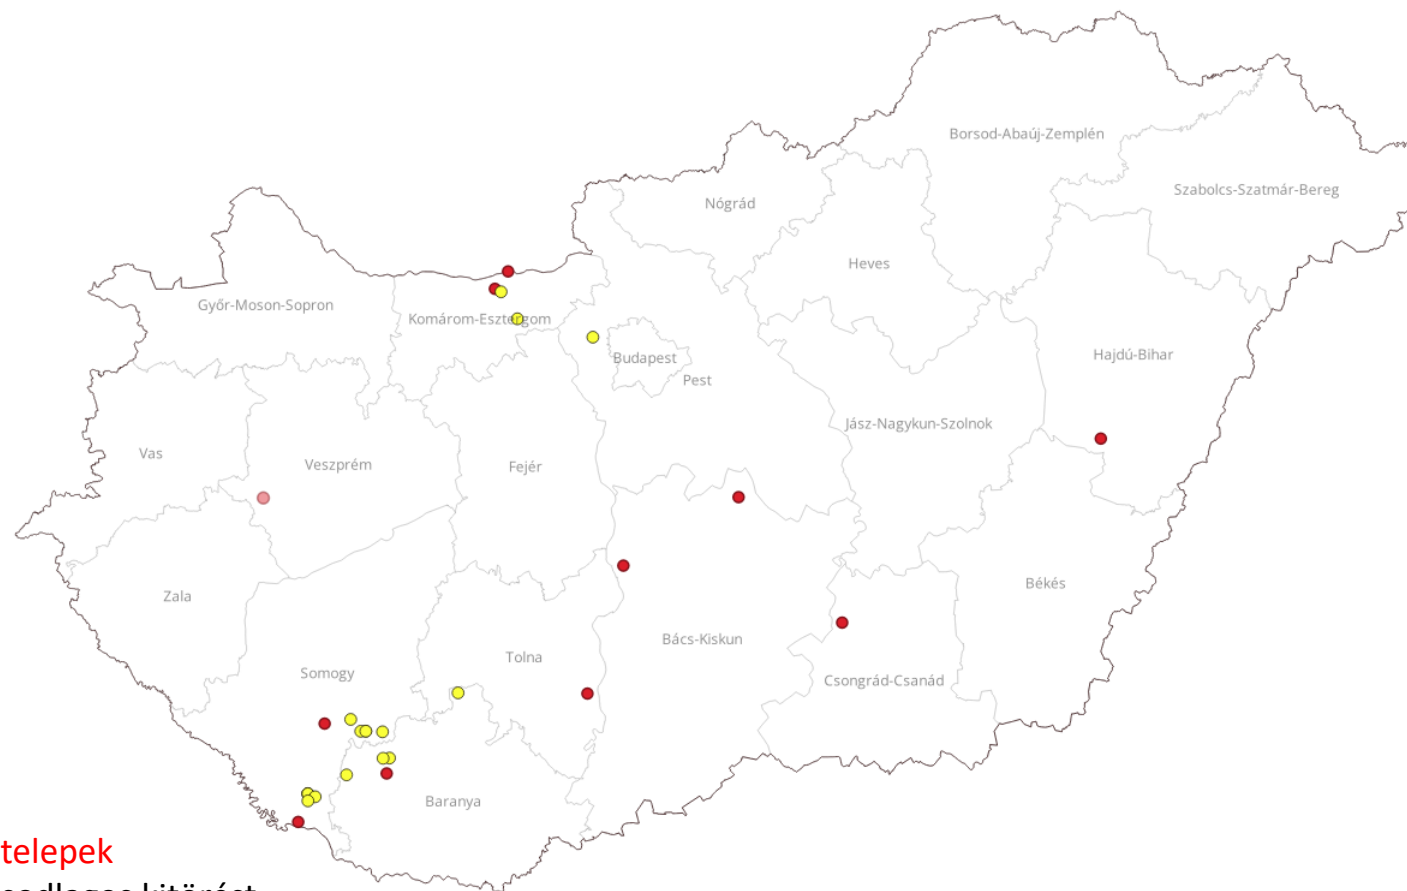 Borsod-Abaúj-Zemplén
Szabolcs-Szatmár-Bereg
Nógrád
Heves
Győr-Moson-Sopron
Komárom-Esztergom
Budapest
Hajdú-Bihar
Pest
Jász-Nagykun-Szolnok
Vas
Veszprém
Fejér
Békés
Zala
Bács-Kiskun
Tolna
Somogy
Csongrád-Csanád
Baranya
telepek